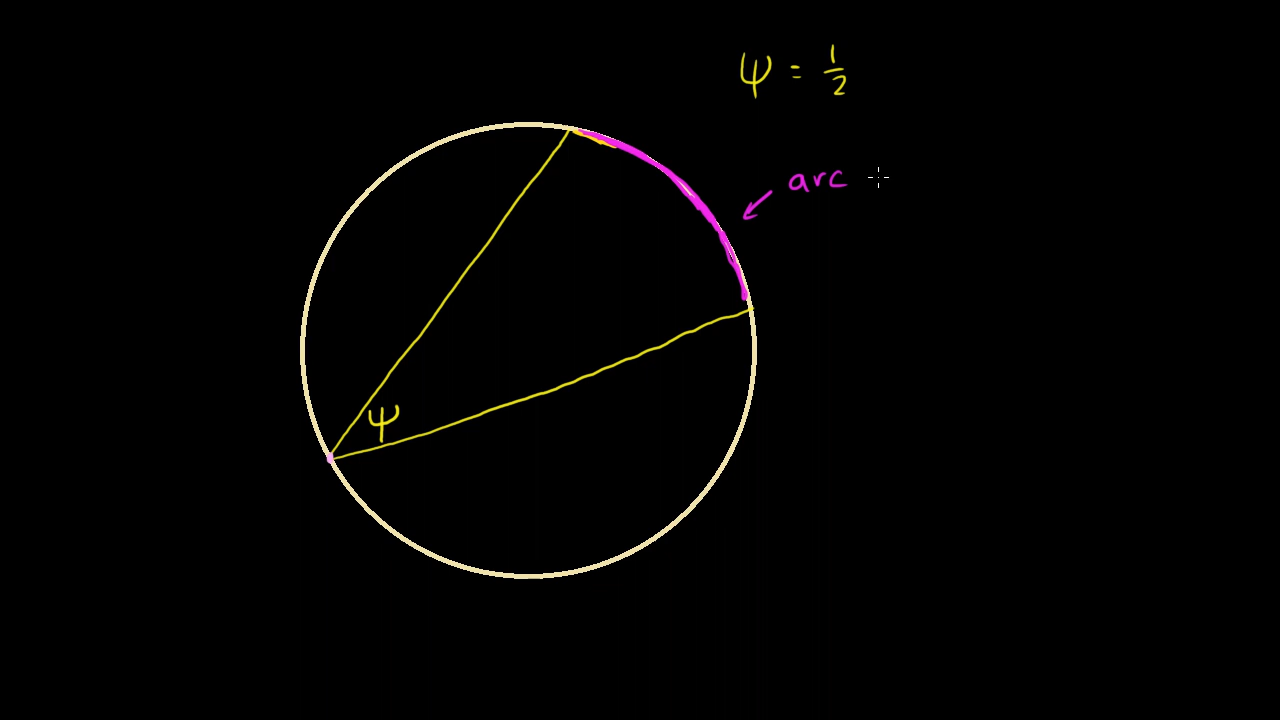 ψ = 1/2
arc
ψ